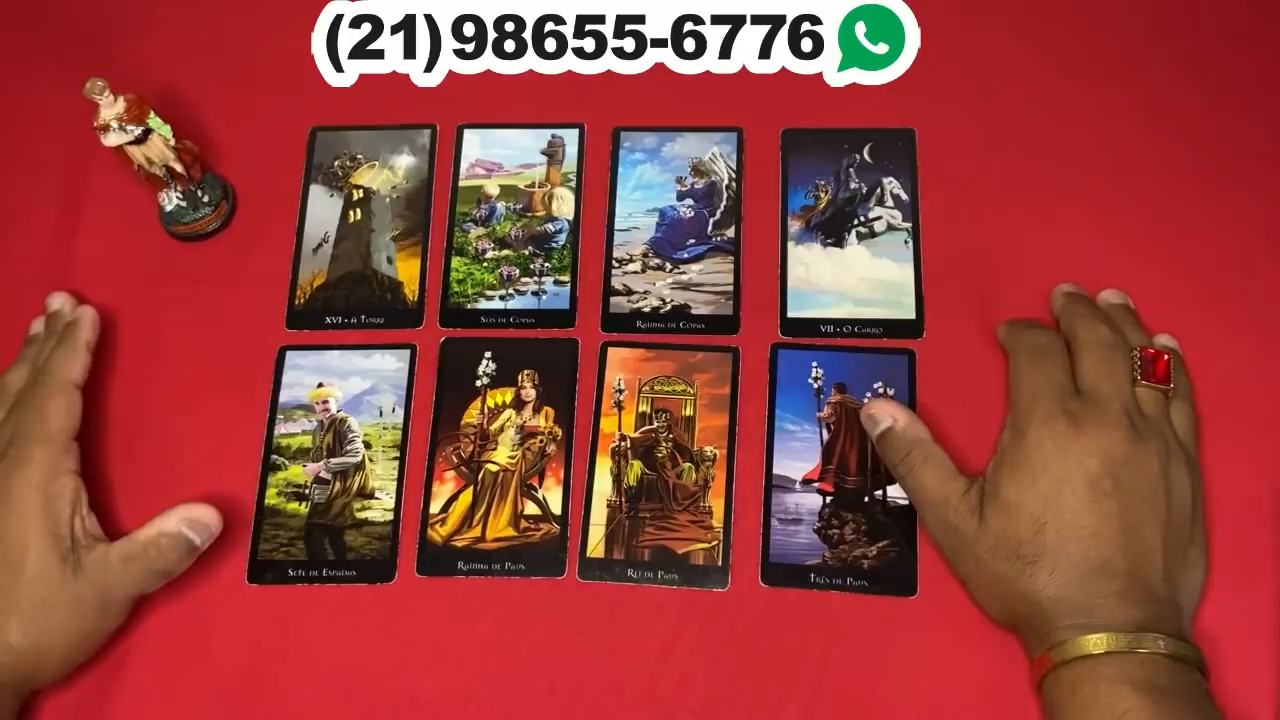 (21)98655-6776
XVI • A TORRE
SEIS DE COPAS
RAINHA DE COPAS
VII • O CARRO
SETE DE ESPADAS
RAINHA DE PAUS
REI DE PAUS
TRÊS DE PAUS